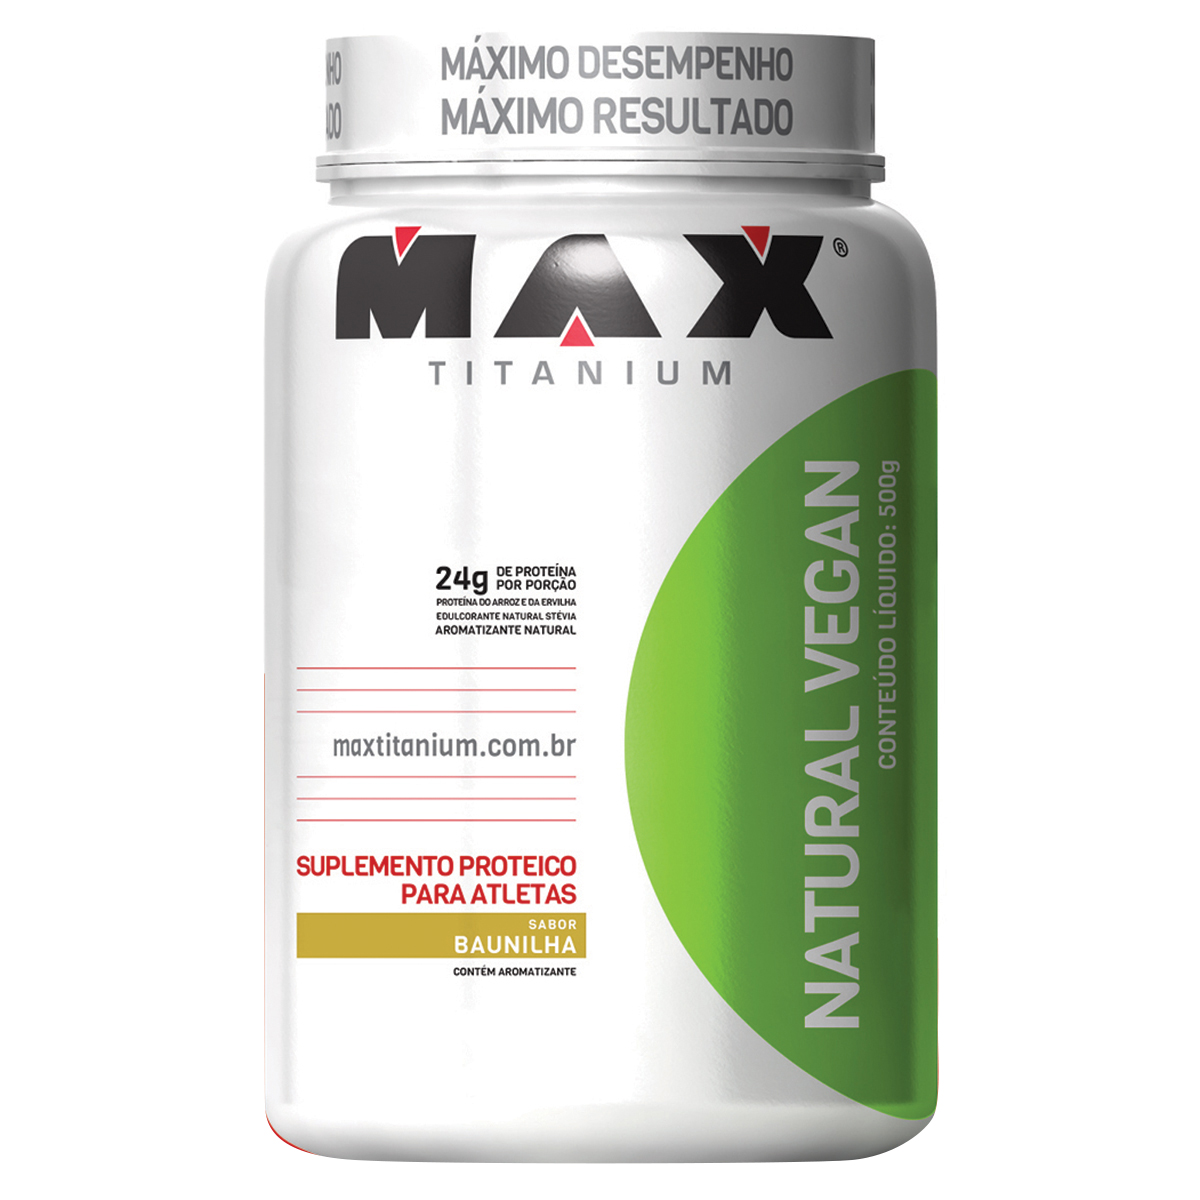 MÁXIMO DESEMPENHO
MÁXIMO RESULTADO
MAX®
TITANIUM
24g DE PROTEÍNA
POR PORÇÃO
PROTEÍNA DO ARROZ E DA ERVILHA
EDULCORANTE NATURAL STÉVIA
AROMATIZANTE NATURAL
maxtitanium.com.br
SUPLEMENTO PROTEICO
PARA ATLETAS
SABOR
BAUNILHA
CONTÉM AROMATIZANTE
NATURAL VEGAN
CONTEÚDO LÍQUIDO: 500g